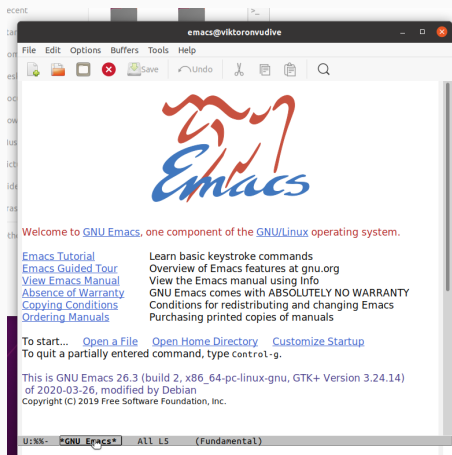 ecent
emacs@viktoronvudive
File Edit Options Buffers Tools Help
Save Undo
Emacs
Welcome to GNU Emacs, one component of the GNU/Linux operating system.
Emacs Tutorial Learn basic keystroke commands
Emacs Guided Tour Overview of Emacs features at gnu.org
View Emacs Manual View the Emacs manual using Info
Absence of Warranty GNU Emacs comes with ABSOLUTELY NO WARRANTY
Copying Conditions Conditions for redistributing and changing Emacs
Ordering Manuals Purchasing printed copies of manuals
To start... Open a File Open Home Directory Customize Startup
To quit a partially entered command, type Control-g.
This is GNU Emacs 26.3 (build 2, x86_64-pc-linux-gnu, GTK+ Version 3.24.14)
of 2020-03-26, modified by Debian
Copyright (C) 2019 Free Software Foundation, Inc.
U:%%- *GNU Emacs* All L5 (Fundamental)